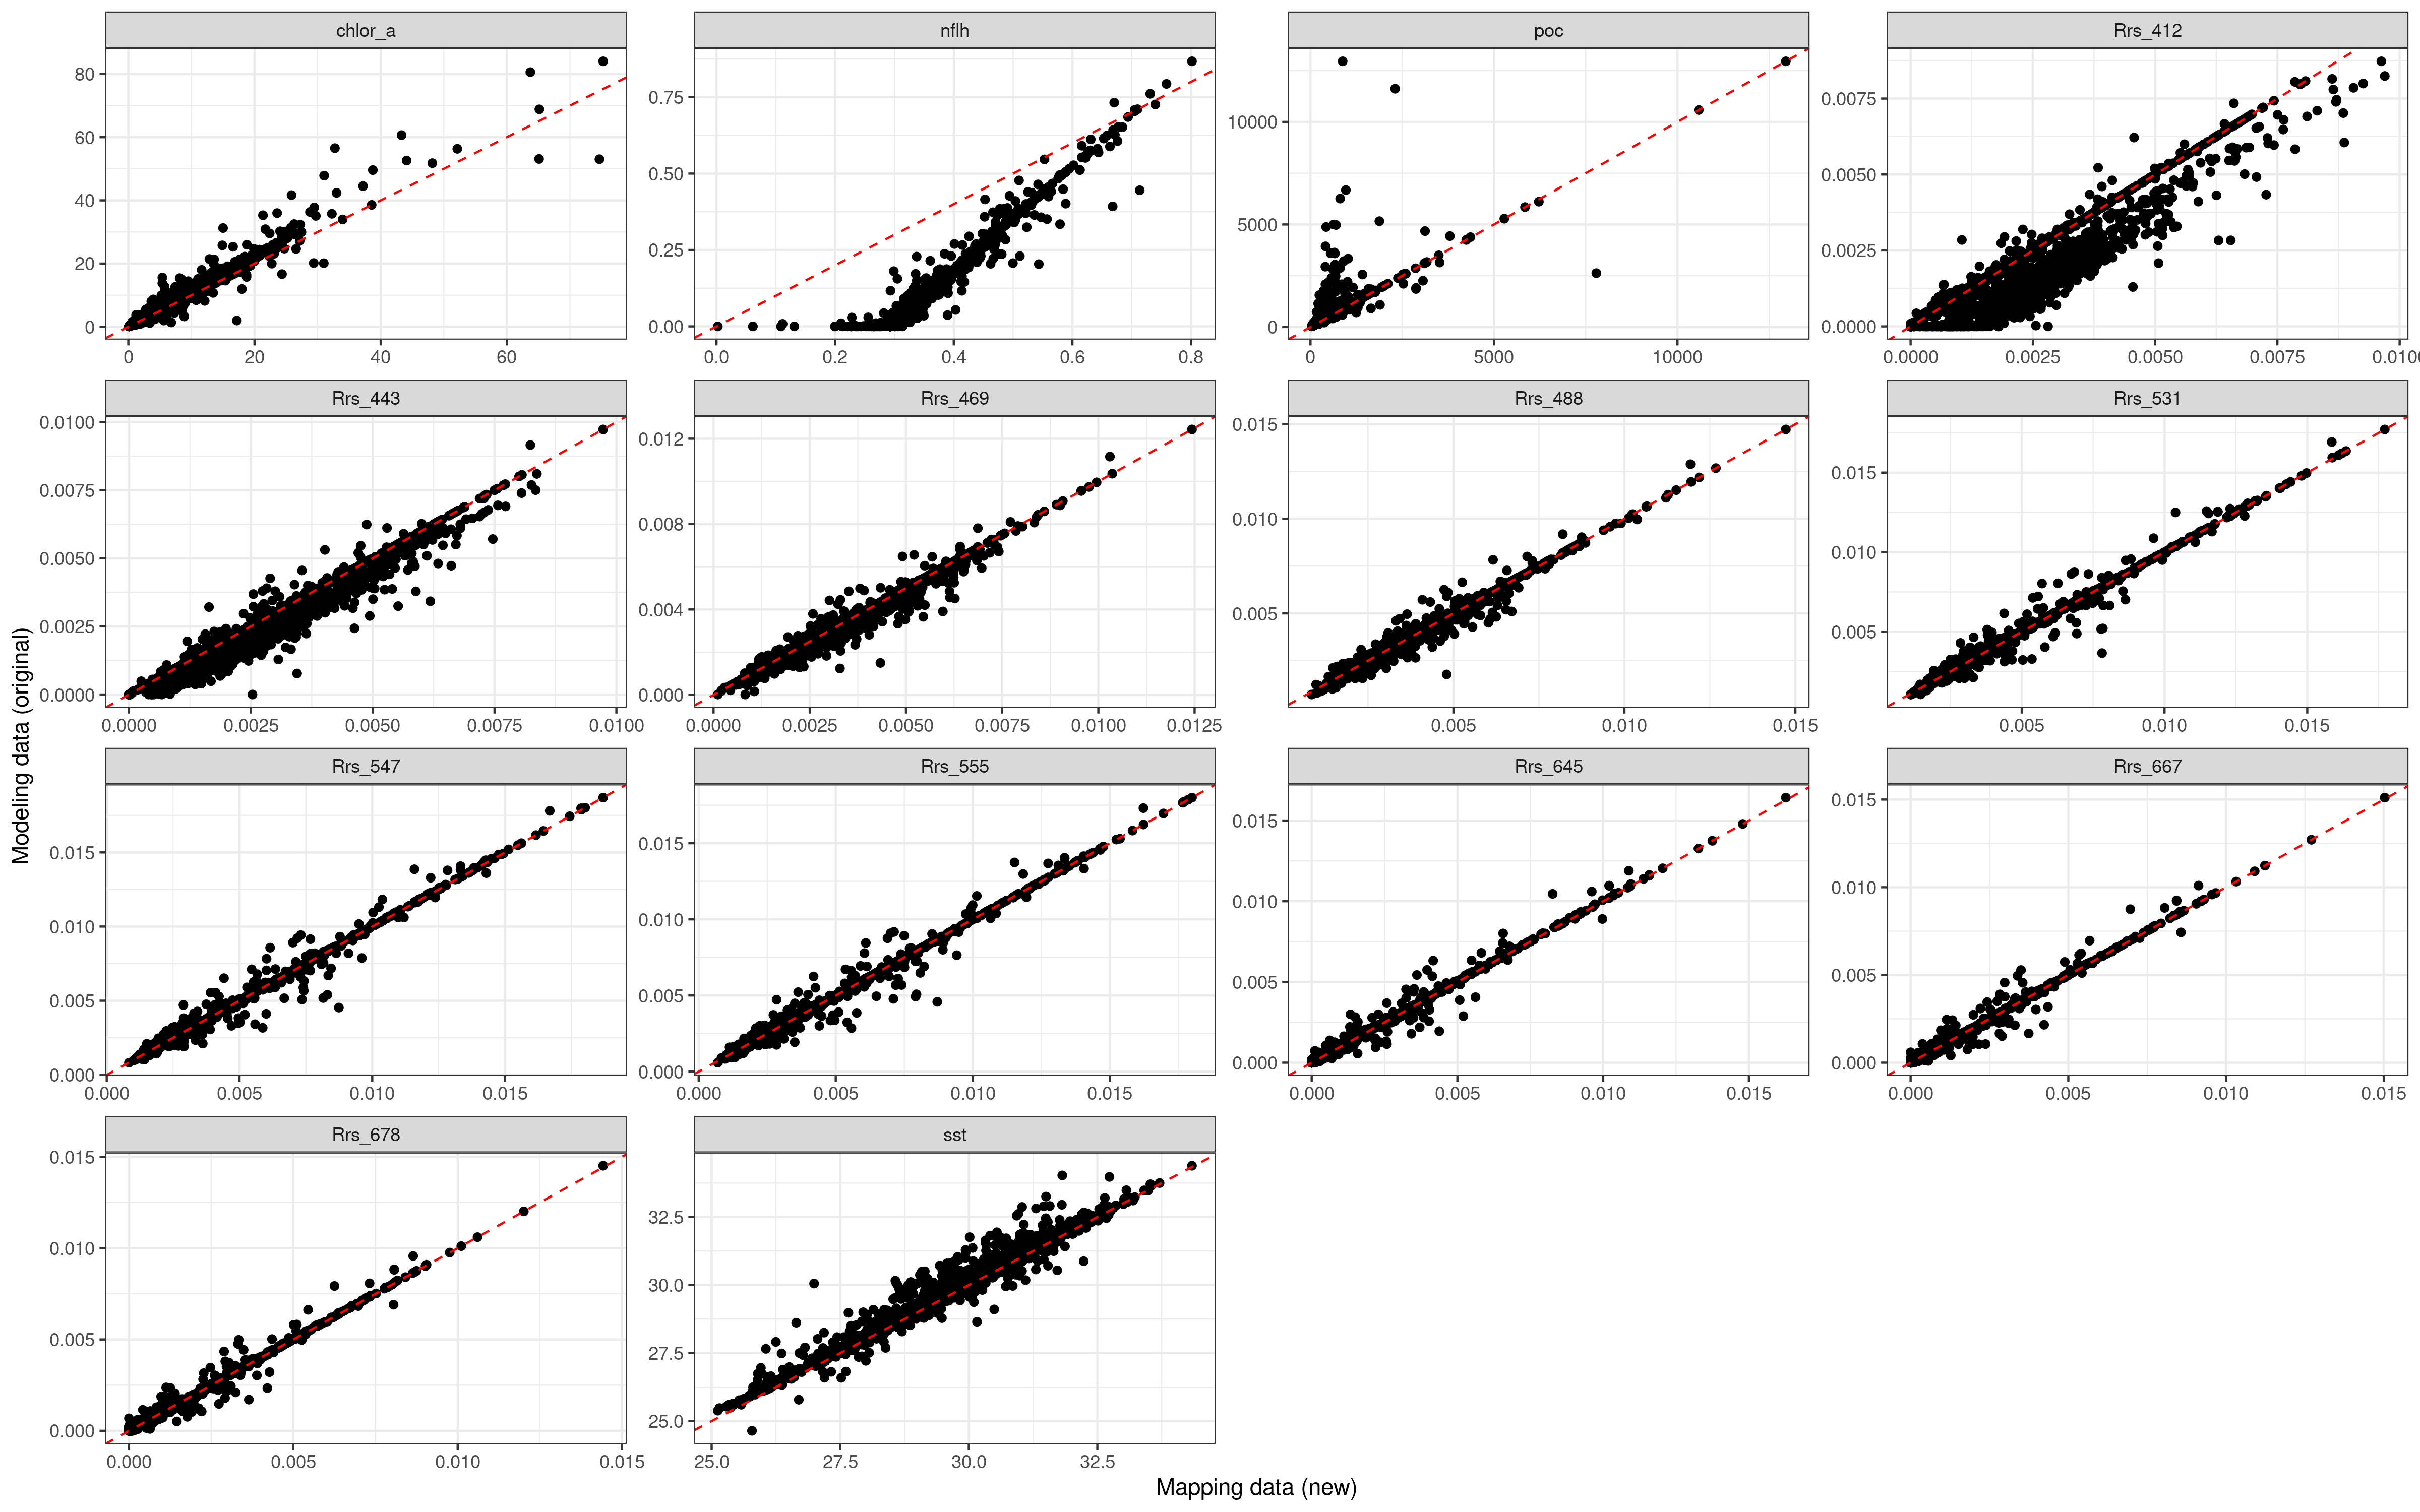 chlor_a nflh poc Rrs_412
80 60 40 20 0
0 20 40 60
0.75 0.50 0.25 0.00
0.0 0.2 0.4 0.6 0.8
10000 5000 0
0 5000 10000
0.0075 0.0050 0.0025 0.0000
0.0000 0.0025 0.0050 0.0075
Rrs_443 Rrs_469 Rrs_488 Rrs_531
0.0100 0.0075 0.0050 0.0025 0.0000
0.0000 0.0025 0.0050 0.0075 0.0100
0.012 0.008 0.004 0.000
0.0000 0.0025 0.0050 0.0075 0.0100 0.0125
0.015 0.010 0.005
0.005 0.010 0.015
0.015 0.010 0.005
0.005 0.010 0.015
Rrs_547 Rrs_555 Rrs_645 Rrs_667
0.015 0.010 0.005 0.000
0.000 0.005 0.010 0.015
0.015 0.010 0.005 0.000
0.000 0.005 0.010 0.015
0.015 0.010 0.005 0.000
0.000 0.005 0.010 0.015
0.015 0.010 0.005 0.000
0.000 0.005 0.010 0.015
Rrs_678 sst
0.015 0.010 0.005 0.000
0.000 0.005 0.010 0.015
32.5 30.0 27.5 25.0
25.0 27.5 30.0 32.5
Modeling data (original)
Mapping data (new)